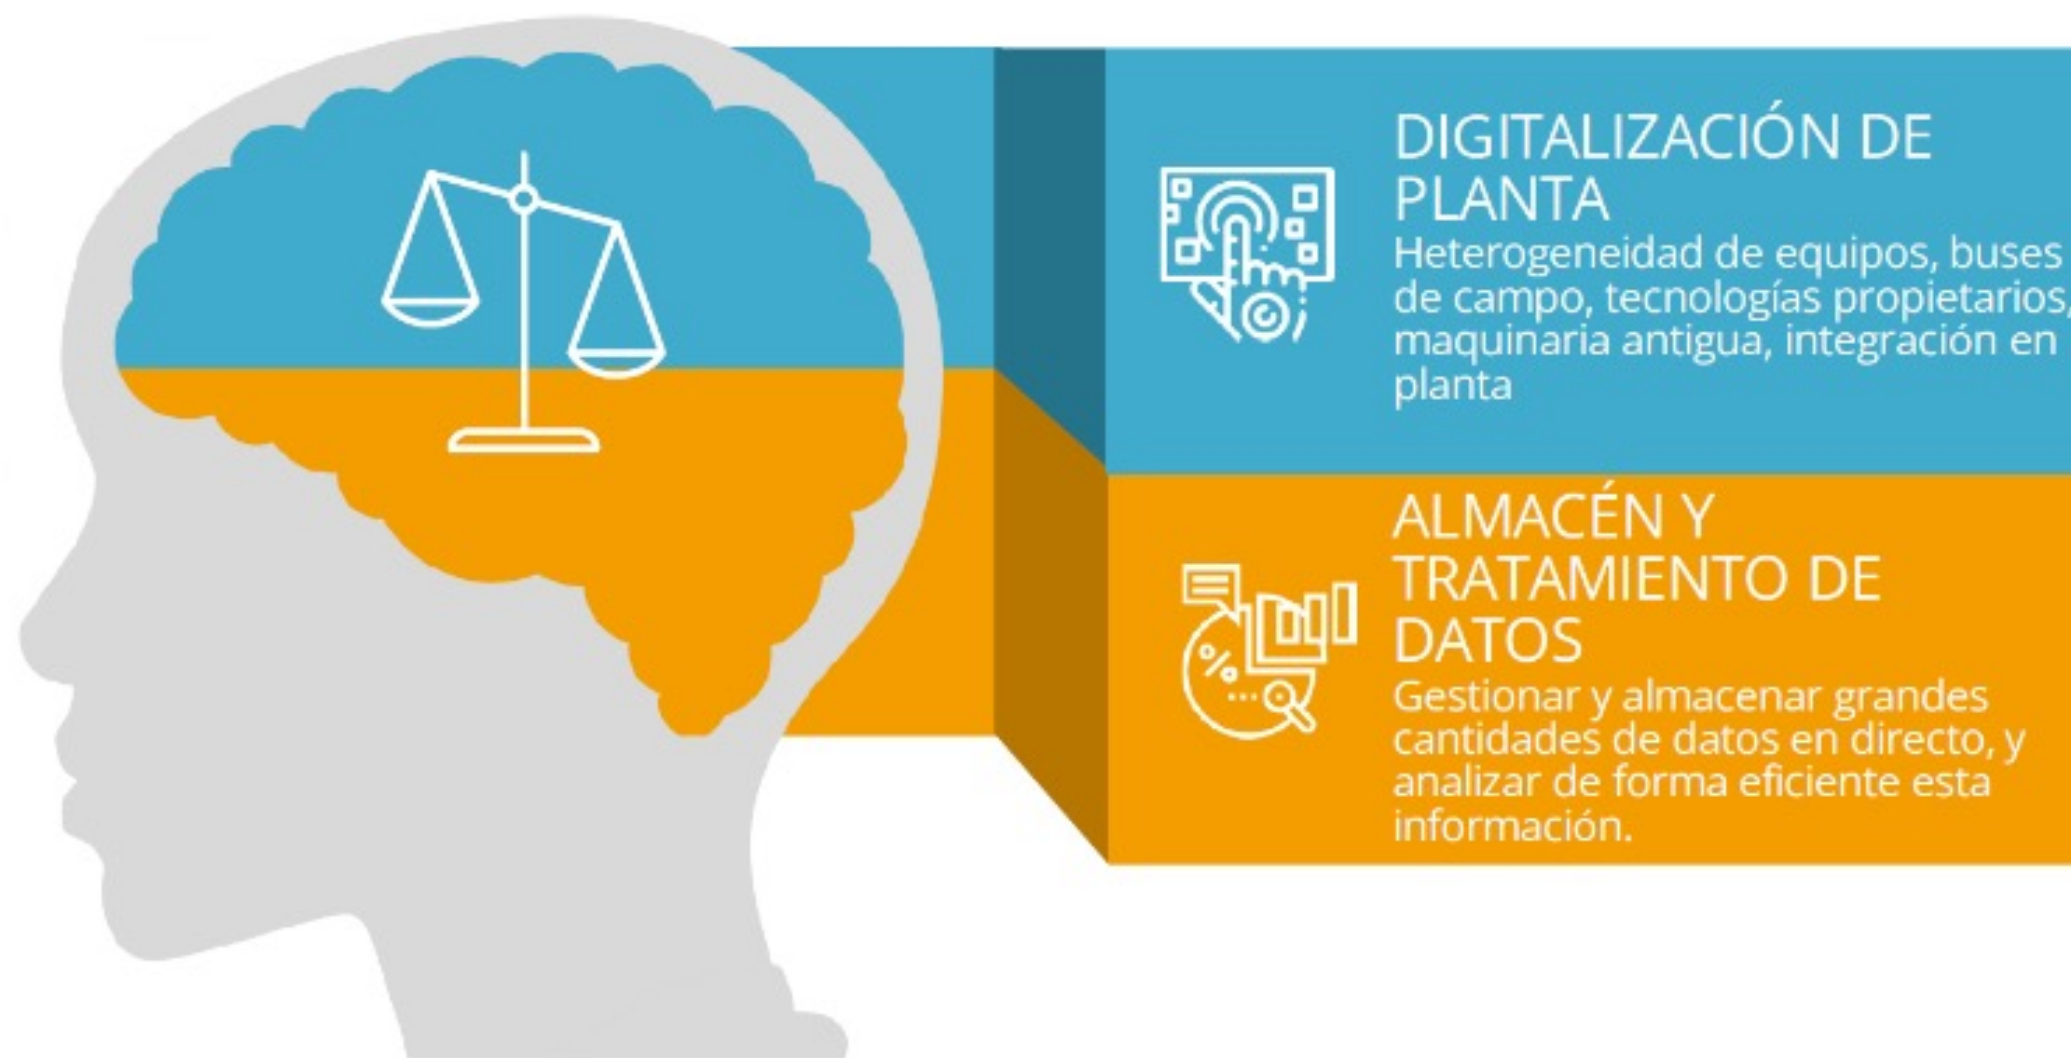 DIGITALIZACIÓN DE
PLANTA
Heterogeneidad de equipos, buses
de campo, tecnologías propietarios,
maquinaria antigua, integración en
planta
ALMACÉN Y
TRATAMIENTO DE
DATOS
Gestionar y almacenar grandes
cantidades de datos en directo, y
analizar de forma eficiente esta
información.
%